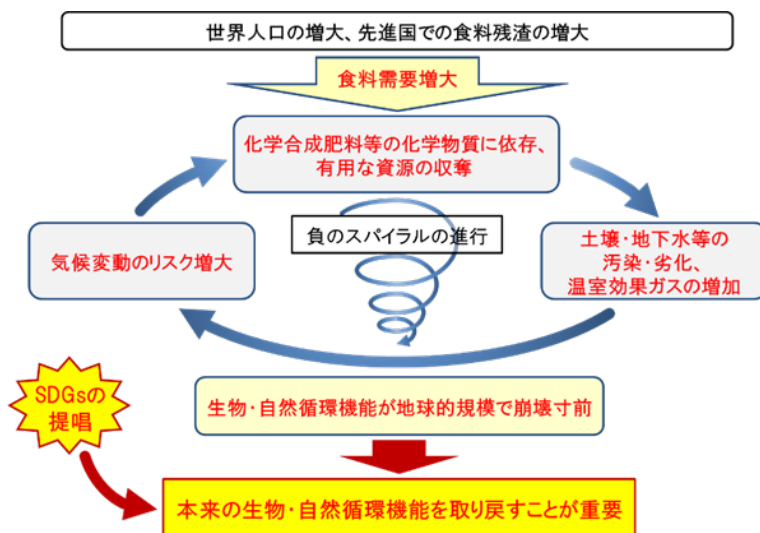 世界人口の増大、先進国での食料残渣の増大
食料需要増大
化学合成肥料等の化学物質に依存、
有用な資源の収奪
負のスパイラルの進行
気候変動のリスク増大
土壌・地下水等の
汚染・劣化、
温室効果ガスの増加
SDGsの
提唱
生物・自然循環機能が地球的規模で崩壊寸前
本来の生物・自然循環機能を取り戻すことが重要